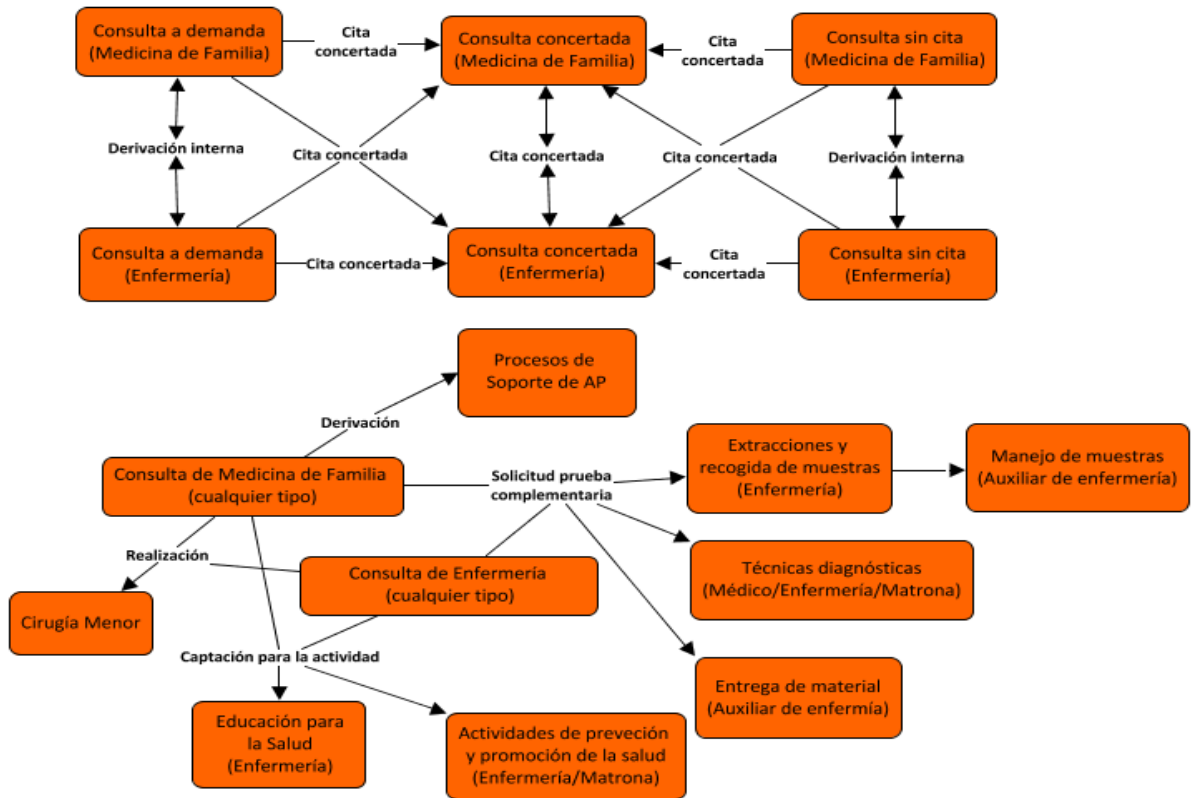 Consulta a demanda
(Medicina de Familia)
Cita
concertada
Consulta concertada
(Medicina de Familia)
Cita
concertada
Consulta sin cita
(Medicina de Familia)
Derivación interna
Cita concertada
Cita concertada
Cita concertada
Derivación interna
Consulta a demanda
(Enfermería)
Cita concertada
Consulta concertada
(Enfermería)
Cita
concertada
Consulta sin cita
(Enfermería)
Procesos de
Soporte de AP
Derivación
Consulta de Medicina de Familia
(cualquier tipo)
Solicitud prueba
complementaria
Extracciones y
recogida de muestras
(Enfermería)
Manejo de muestras
(Auxiliar de enfermería)
Realización
Consulta de Enfermería
(cualquier tipo)
Técnicas diagnósticas
(Médico/Enfermería/Matrona)
Cirugía Menor
Captación para la actividad
Entrega de material
(Auxiliar de enfermía)
Educación para
la Salud
(Enfermería)
Actividades de preveción
y promoción de la salud
(Enfermería/Matrona)